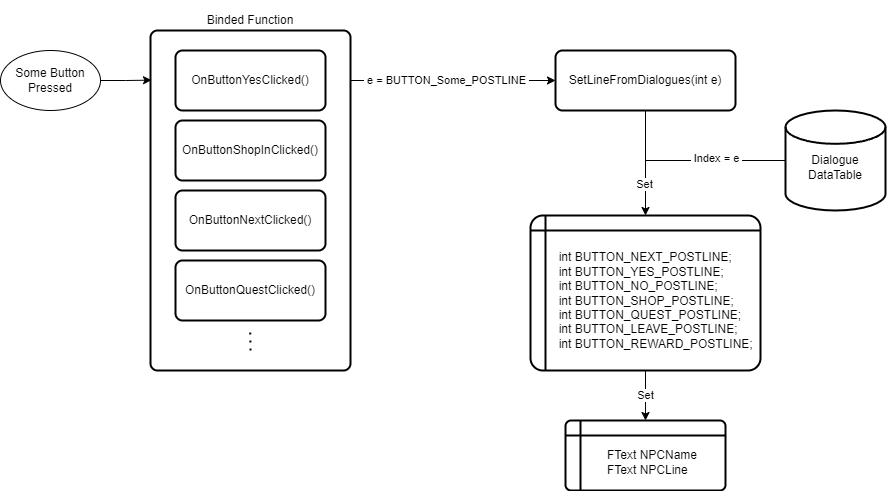 Binded Function
Some Button
Pressed
OnButtonYesClicked()
OnButtonShopInClicked()
OnButtonNextClicked()
OnButtonQuestClicked()
e = BUTTON_Some_POSTLINE
SetLineFromDialogues(int e)
Index = e
Dialogue
DataTable
Set
int BUTTON_NEXT_POSTLINE;
int BUTTON_YES_POSTLINE;
int BUTTON_NO_POSTLINE;
int BUTTON_SHOP_POSTLINE;
int BUTTON_QUEST_POSTLINE;
int BUTTON_LEAVE_POSTLINE;
int BUTTON_REWARD_POSTLINE;
Set
FText NPCName
FText NPCLine